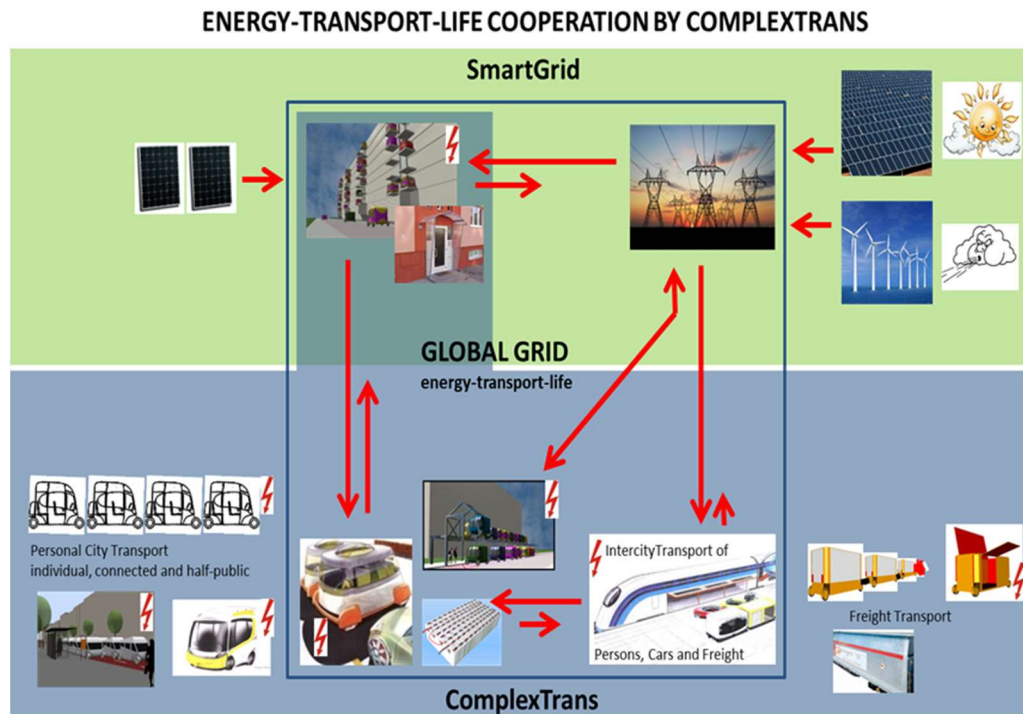 ENERGY-TRANSPORT-LIFE COOPERATION BY COMPLEXTRANS
SmartGrid
GLOBAL GRID
energy-transport-life
Personal City Transport
individual, connected and half-public
IntercityTransport of
Persons, Cars and Freight
Freight Transport
ComplexTrans